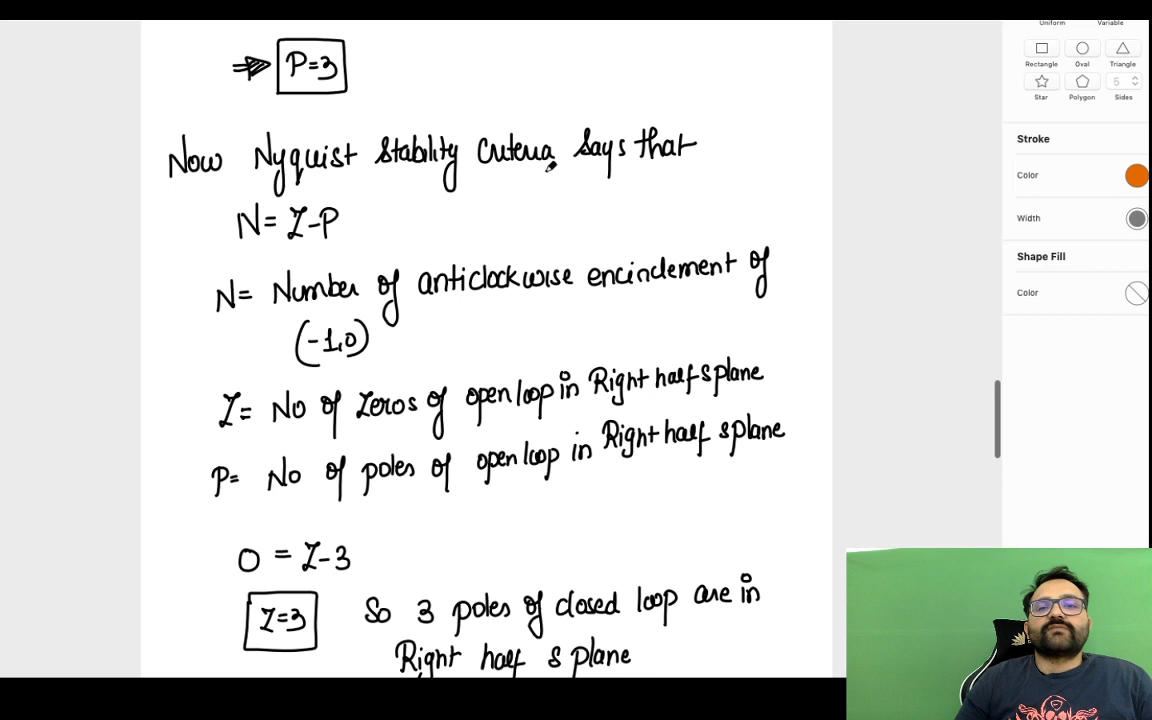 Uniform Variable
P=3
Rectangle Oval Triangle
5
Star Polygon Sides
Stroke
Now Nyquist Stability Criteria Says that
Color
N= Z-P
Width
Shape Fill
N= Number of anticlockwise encirclement of
Color
(-1,0)
Z= No of Zeros of open loop in Right half s plane
P= No of poles of open loop in Right half s plane
0 = Z-3
Z=3 So 3 poles of closed loop are in
Right half s plane